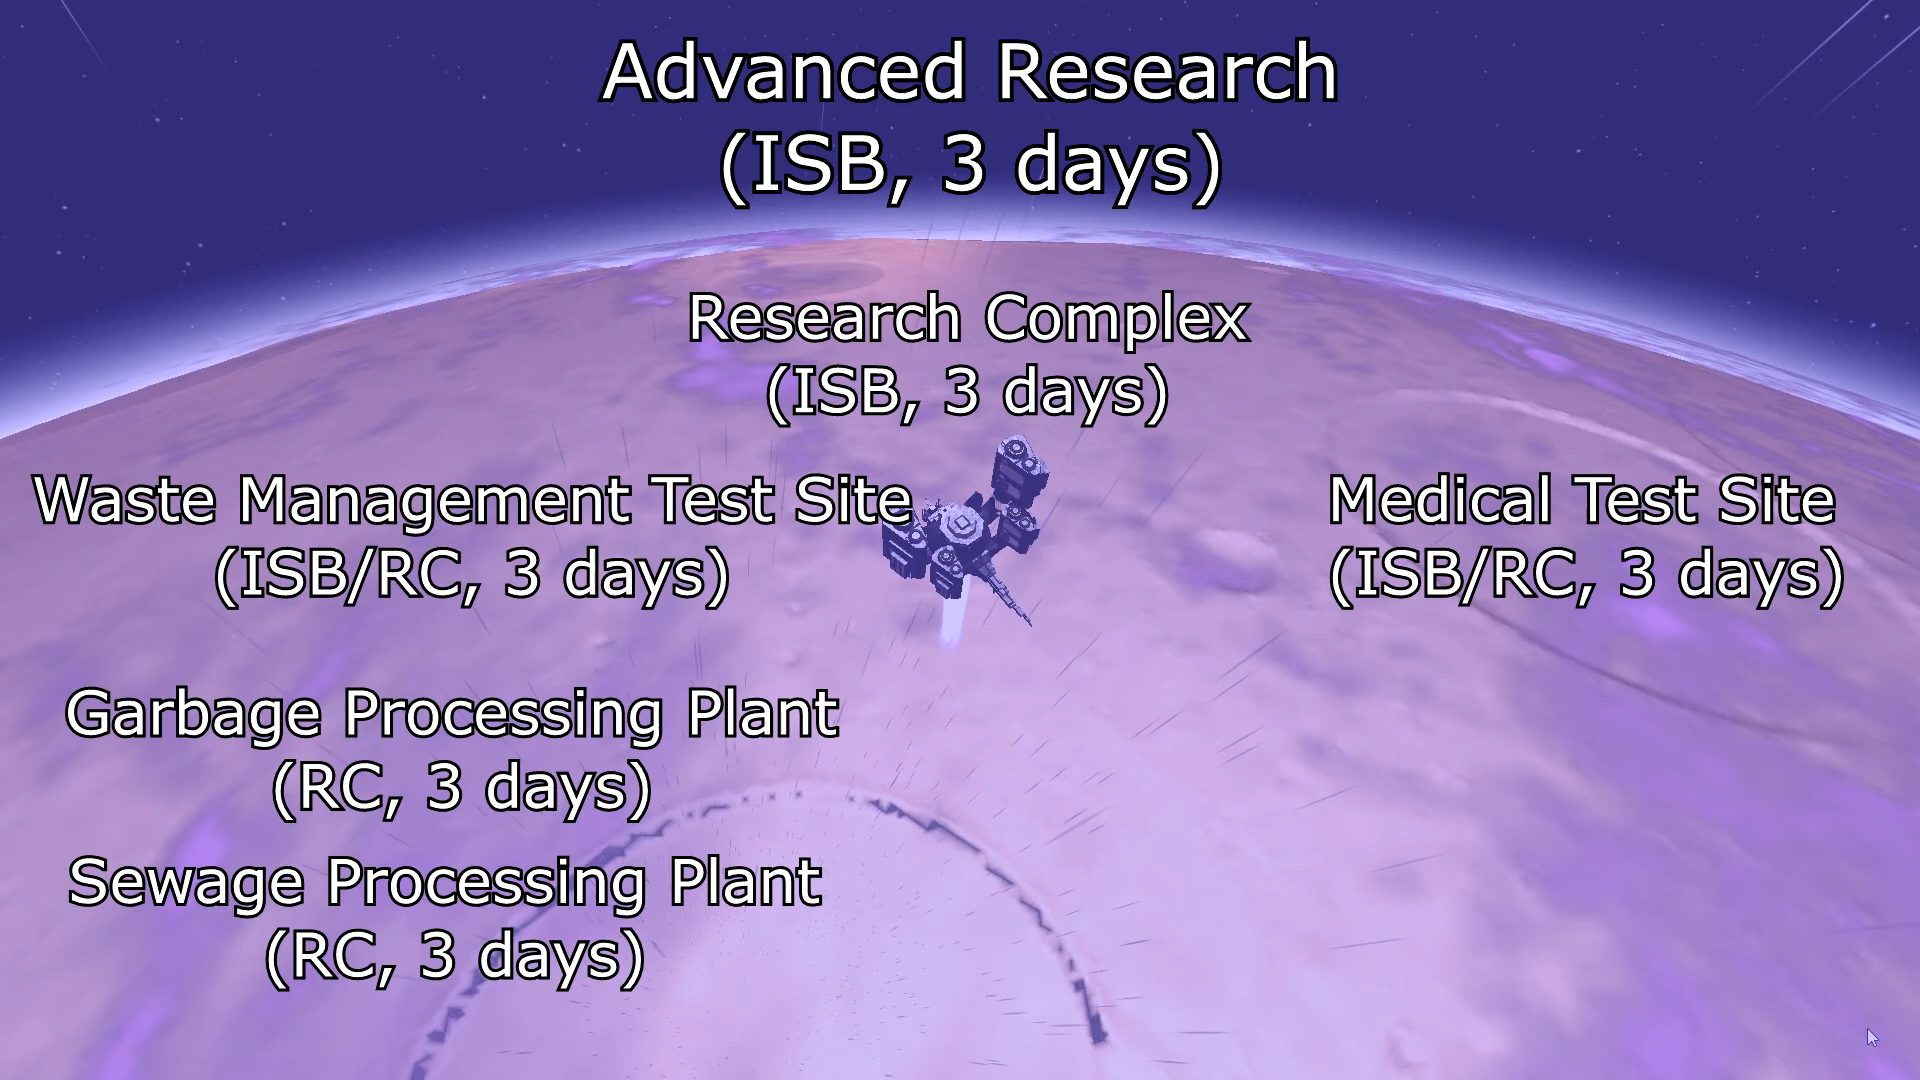 Advanced Research
(ISB, 3 days)
Research Complex
(ISB, 3 days)
Waste Management Test Site
(ISB/RC, 3 days)
Medical Test Site
(ISB/RC, 3 days)
Garbage Processing Plant
(RC, 3 days)
Sewage Processing Plant
(RC, 3 days)